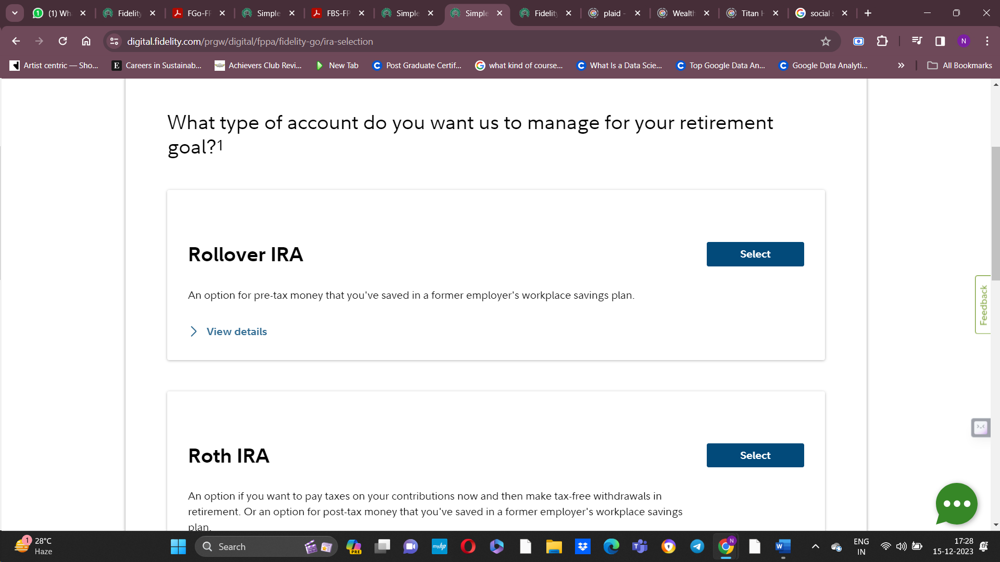 (1) Wh
Fidelity
FGo-FP
Simple
FBS-FP
Simple
Simple
Fidelity
plaid -
Wealth
Titan H
social s
digital.fidelity.com/prgw/digital/fppa/fidelity-go/ira-selection
N
Artist centric — Sho...
Careers in Sustainab...
Achievers Club Revi...
New Tab
Post Graduate Certif...
what kind of course...
What Is a Data Scie...
Top Google Data An...
Google Data Analyti...
All Bookmarks
What type of account do you want us to manage for your retirement
goal?1
Rollover IRA
Select
An option for pre-tax money that you've saved in a former employer's workplace savings plan.
View details
Feedback
Roth IRA
Select
An option if you want to pay taxes on your contributions now and then make tax-free withdrawals in
retirement. Or an option for post-tax money that you've saved in a former employer's workplace savings
plan.
1
28°C
Haze
Search
PRE
myhp
N
W
ENG
IN
17:28
15-12-2023